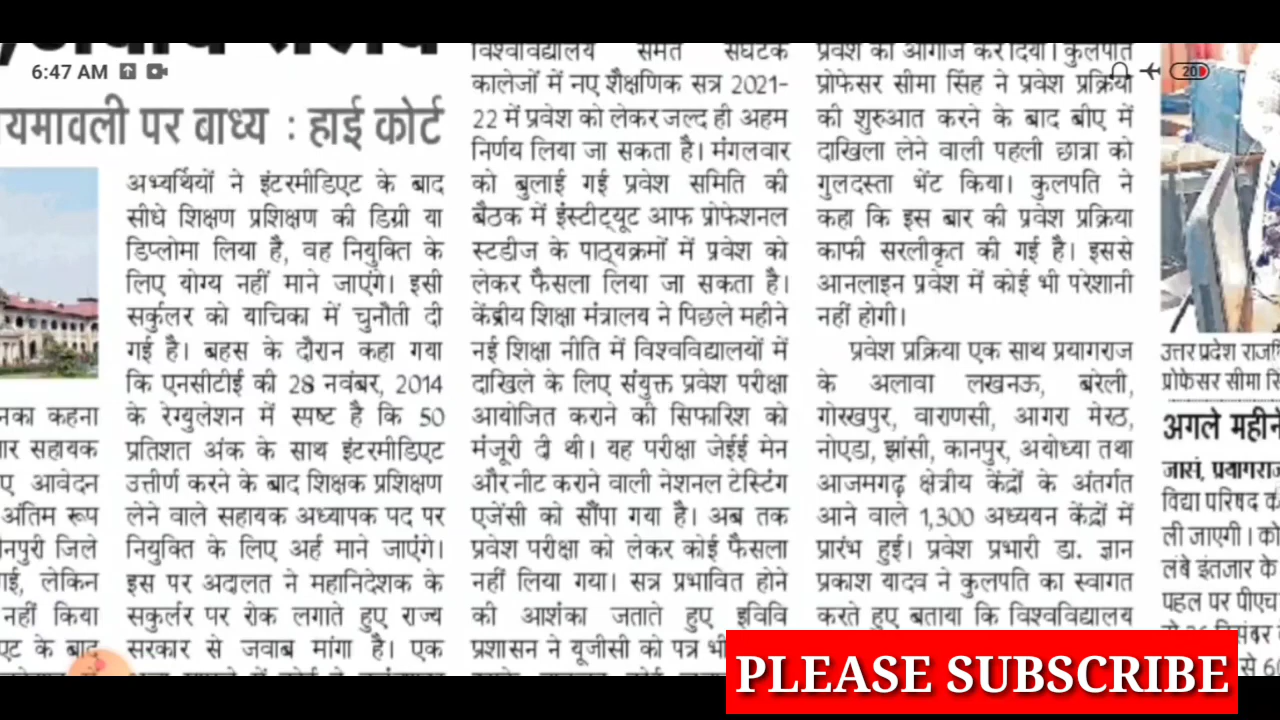 6:47 AM
20
यमावली पर बाध्य : हाई कोर्ट
नका कहना
ार सहायक
ए आवेदन
अंतिम रूप
नपुरी जिले
गई, लेकिन
नहीं किया
एट के बाद
अभ्यर्थियों ने इंटरमीडिएट के बाद
सीधे शिक्षण प्रशिक्षण की डिग्री या
डिप्लोमा लिया है, वह नियुक्ति के
लिए योग्य नहीं माने जाएंगे। इसी
सर्कुलर को याचिका में चुनौती दी
गई है। बहस के दौरान कहा गया
कि एनसीटीई की 28 नवंबर, 2014
के रेग्युलेशन में स्पष्ट है कि 50
प्रतिशत अंक के साथ इंटरमीडिएट
उत्तीर्ण करने के बाद शिक्षक प्रशिक्षण
लेने वाले सहायक अध्यापक पद पर
नियुक्ति के लिए अर्ह माने जाएंगे।
इस पर अदालत ने महानिदेशक के
सकुर्लर पर रोक लगाते हुए राज्य
सरकार से जवाब मांगा है। एक
विश्वविद्यालय समेत संघटक
कालेजों में नए शैक्षणिक सत्र 2021-
22 में प्रवेश को लेकर जल्द ही अहम
निर्णय लिया जा सकता है। मंगलवार
को बुलाई गई प्रवेश समिति की
बैठक में इंस्टीट्यूट आफ प्रोफेशनल
स्टडीज के पाठ्यक्रमों में प्रवेश को
लेकर फैसला लिया जा सकता है।
केंद्रीय शिक्षा मंत्रालय ने पिछले महीने
नई शिक्षा नीति में विश्वविद्यालयों में
दाखिले के लिए संयुक्त प्रवेश परीक्षा
आयोजित कराने की सिफारिश को
मंजूरी दी थी। यह परीक्षा जेईई मेन
और नीट कराने वाली नेशनल टेस्टिंग
एजेंसी को सौंपा गया है। अब तक
प्रवेश परीक्षा को लेकर कोई फैसला
नहीं लिया गया। सत्र प्रभावित होने
की आशंका जताते हुए इविवि
प्रशासन ने यूजीसी को पत्र भी
प्रवेश का आगाज कर दिया। कुलपति
प्रोफेसर सीमा सिंह ने प्रवेश प्रक्रिया
की शुरुआत करने के बाद बीए में
दाखिला लेने वाली पहली छात्रा को
गुलदस्ता भेंट किया। कुलपति ने
कहा कि इस बार की प्रवेश प्रक्रिया
काफी सरलीकृत की गई है। इससे
आनलाइन प्रवेश में कोई भी परेशानी
नहीं होगी।
प्रवेश प्रक्रिया एक साथ प्रयागराज
के अलावा लखनऊ, बरेली,
गोरखपुर, वाराणसी, आगरा मेरठ,
नोएडा, झांसी, कानपुर, अयोध्या तथा
आजमगढ़ क्षेत्रीय केंद्रों के अंतर्गत
आने वाले 1,300 अध्ययन केंद्रों में
प्रारंभ हुई। प्रवेश प्रभारी डा. ज्ञान
प्रकाश यादव ने कुलपति का स्वागत
करते हुए बताया कि विश्वविद्यालय
उत्तर प्रदेश राजर्षि
प्रोफेसर सीमा सिं
अगले महीने
जासं, प्रयागराज
विद्या परिषद की
ली जाएगी। को
लंबे इंतजार के
पहल पर पीएच
से 60
PLEASE SUBSCRIBE